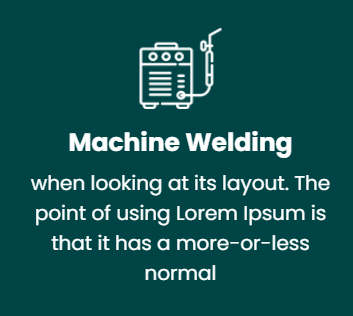 Machine Welding
when looking at its layout. The
point of using Lorem Ipsum is
that it has a more-or-less
normal